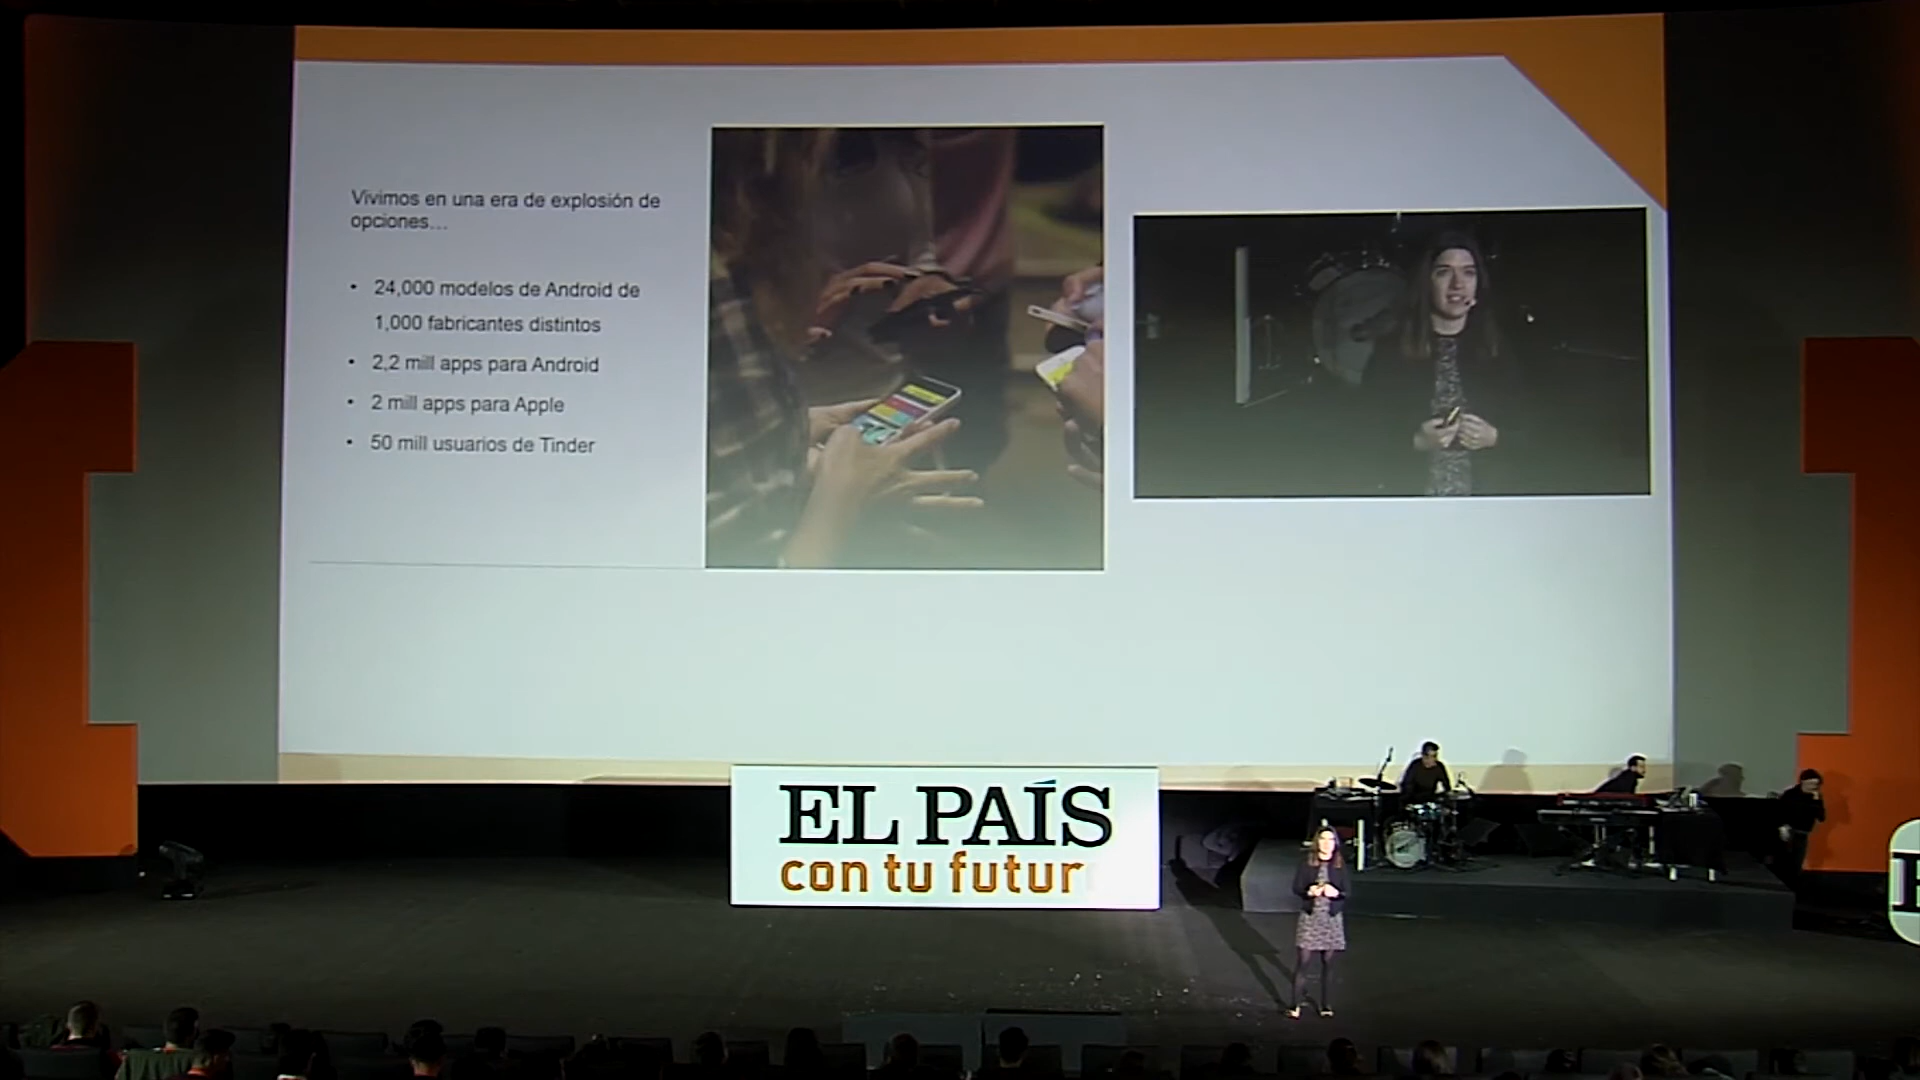 Vivimos en una era de explosión de
opciones...
• 24,000 modelos de Android de
1,000 fabricantes distintos
• 2,2 mill apps para Android
• 2 mill apps para Apple
• 50 mill usuarios de Tinder
EL PAÍS
con tu futur